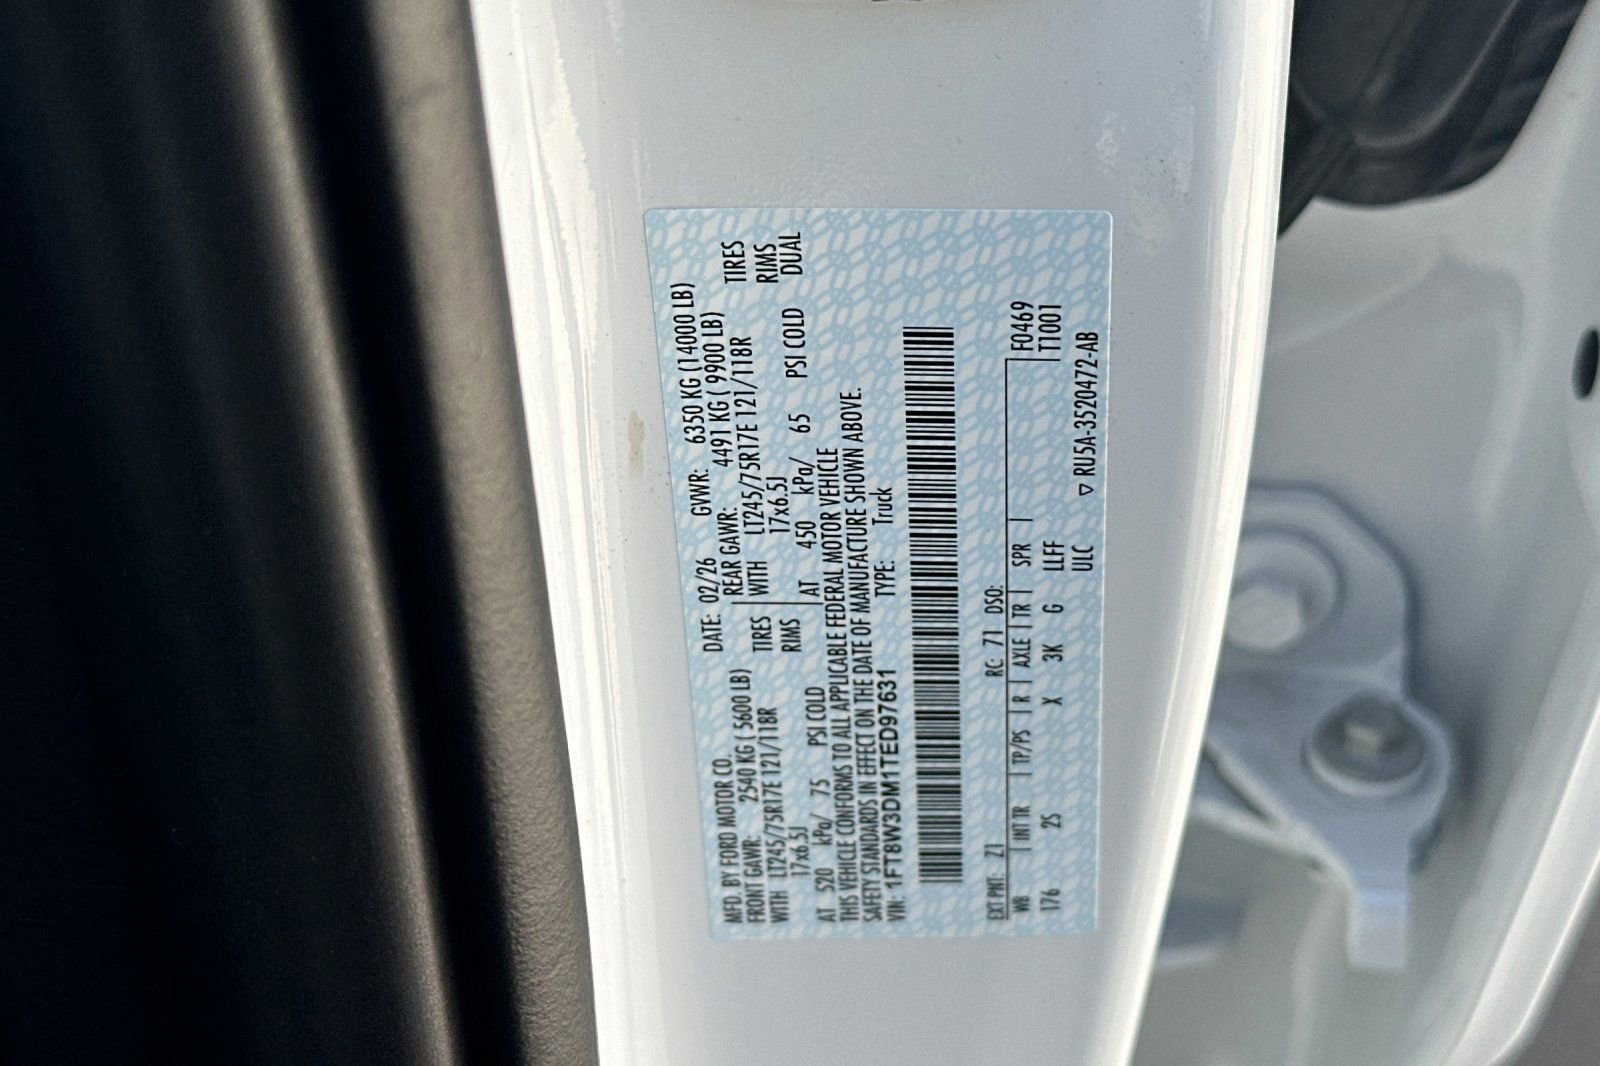 MFD. BY FORD MOTOR CO.
DATE: 02/26 GVWR: 6350 KG (14000 LB)
FRONT GAWR: 2540 KG ( 5600 LB) REAR GAWR: 4491 KG ( 9900 LB)
WITH LT245/75R17E 121/118R TIRES WITH LT245/75R17E 121/118R TIRES
17x6.5J RIMS 17x6.5J RIMS
AT 520 kPa/ 75 PSI COLD AT 450 kPa/ 65 PSI COLD DUAL
THIS VEHICLE CONFORMS TO ALL APPLICABLE FEDERAL MOTOR VEHICLE
SAFETY STANDARDS IN EFFECT ON THE DATE OF MANUFACTURE SHOWN ABOVE.
VIN: 1FT8W3DM1TED97631 TYPE: Truck
EXT PNT: Z1 RC: 71 DSO: F0469
WB | INT TR | TP/PS | R | AXLE | TR | SPR | T1001
176 2S X 3K G LFF
ULC ▽ RU5A-3520472-AB